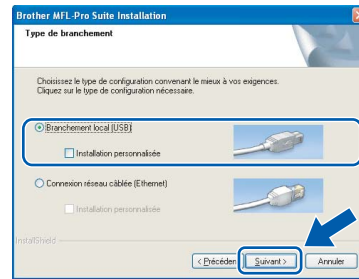 Brother MFL-Pro Suite Installation
Type de branchement
Choisissez le type de configuration convenant le mieux à vos exigences.
Cliquez sur le type de configuration nécessaire.
Branchement local (USB)
Installation personnalisée
Connexion réseau câblée (Ethernet)
Installation personnalisée
InstallShield
< Précéden
Suivant >
Annuler